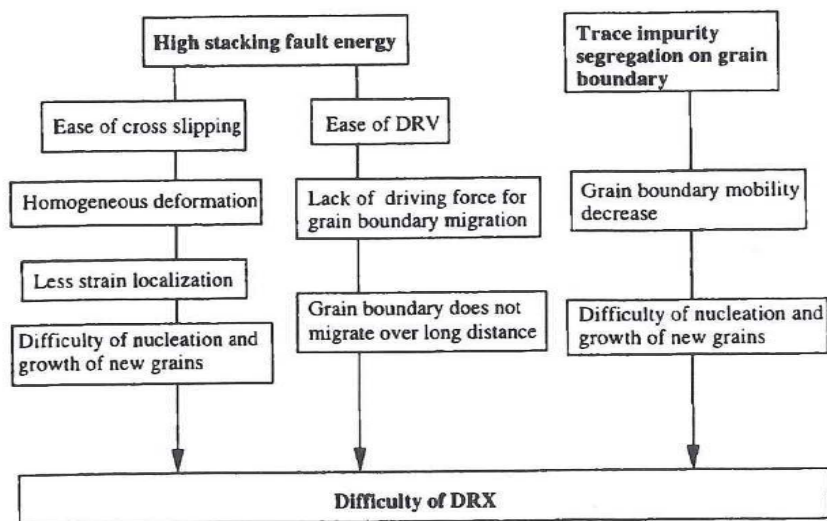 High stacking fault energy
Trace impurity
segregation on grain
boundary
Ease of cross slipping
Ease of DRV
Homogeneous deformation
Lack of driving force for
grain boundary migration
Grain boundary mobility
decrease
Less strain localization
Grain boundary does not
migrate over long distance
Difficulty of nucleation and
growth of new grains
Difficulty of nucleation and
growth of new grains
Difficulty of DRX